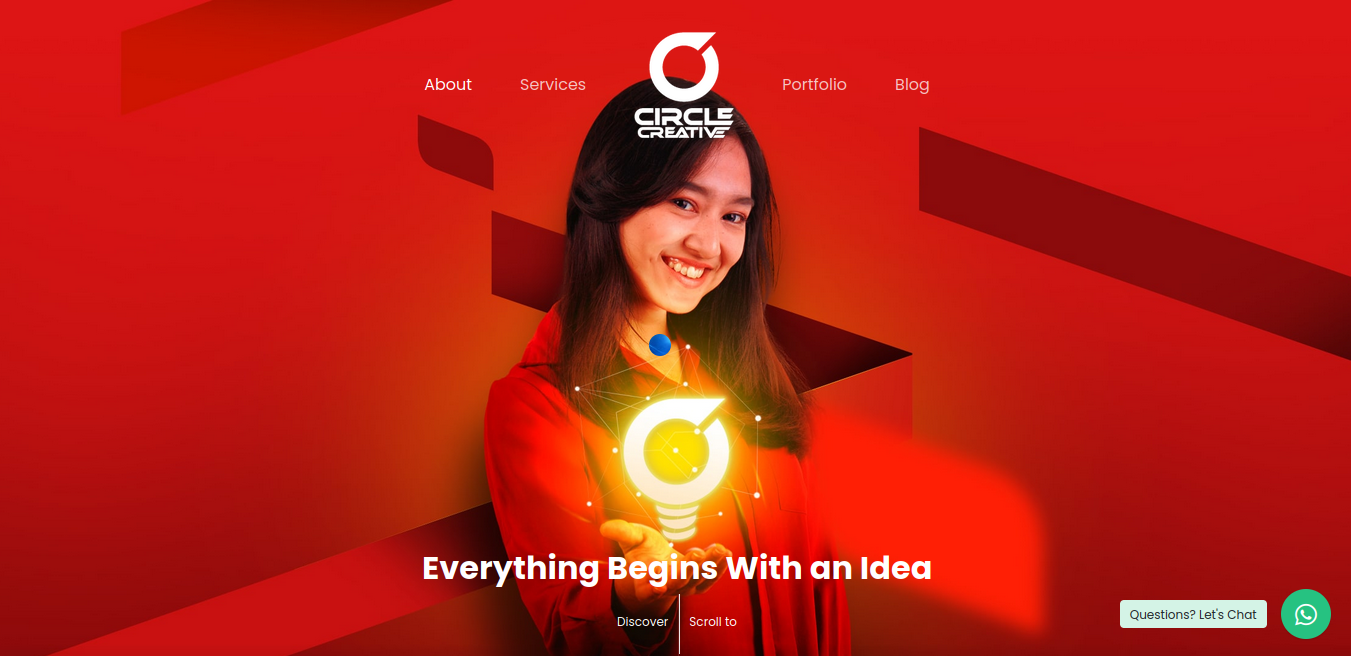 About
Services
CIRCLE
CREATIVE
Portfolio
Blog
Everything Begins With an Idea
Discover
Scroll to
Questions? Let's Chat